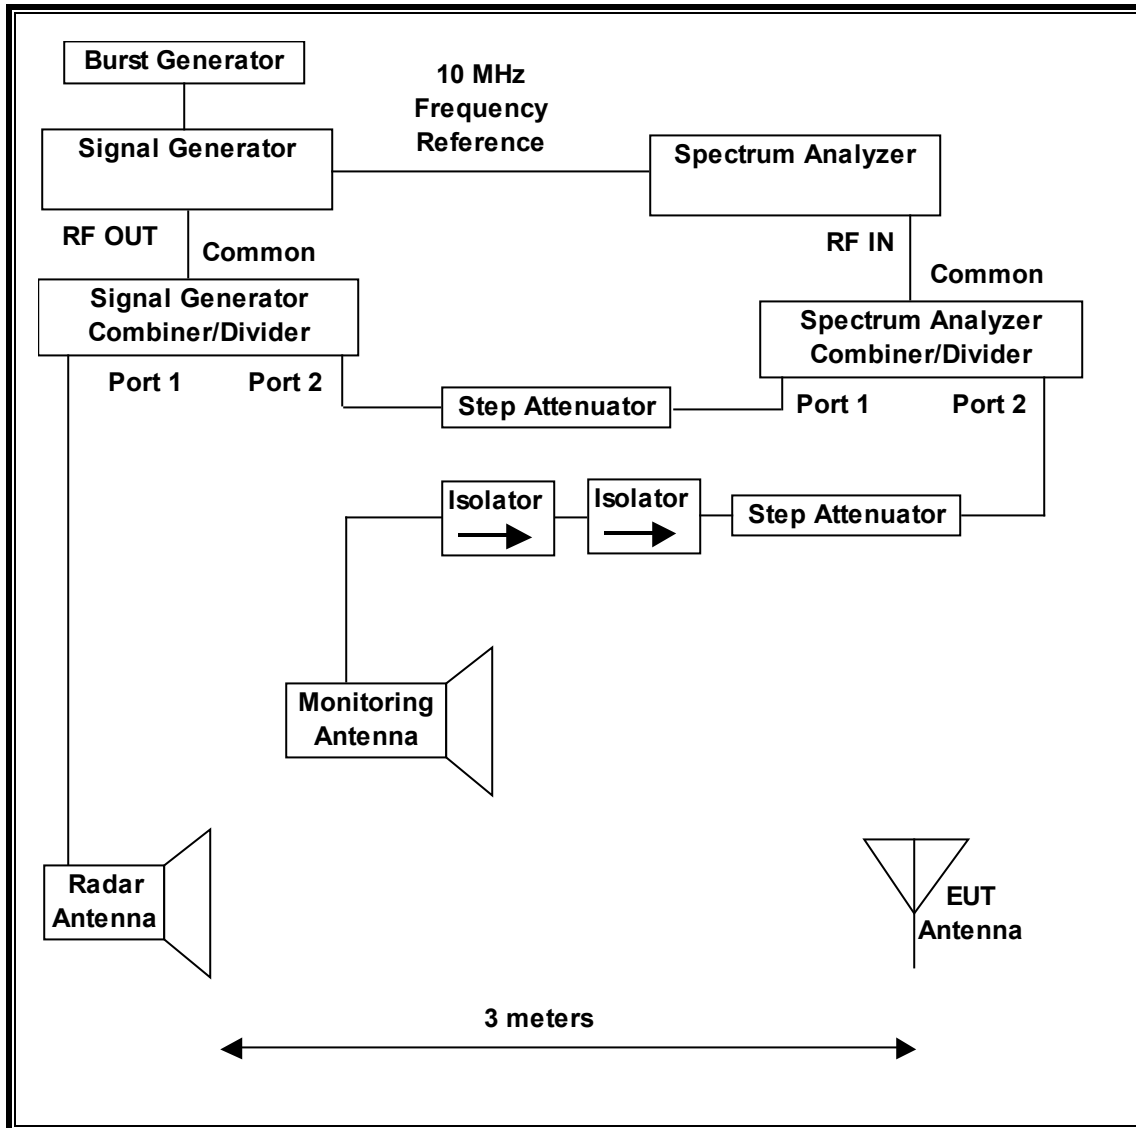 Burst Generator
10 MHz
Frequency
Reference
Signal Generator
Spectrum Analyzer
RF OUT
Common
RF IN
Common
Signal Generator
Combiner/Divider
Spectrum Analyzer
Combiner/Divider
Port 1
Port 2
Step Attenuator
Port 1
Port 2
Isolator
Isolator
Step Attenuator
Monitoring
Antenna
Radar
Antenna
EUT
Antenna
3 meters